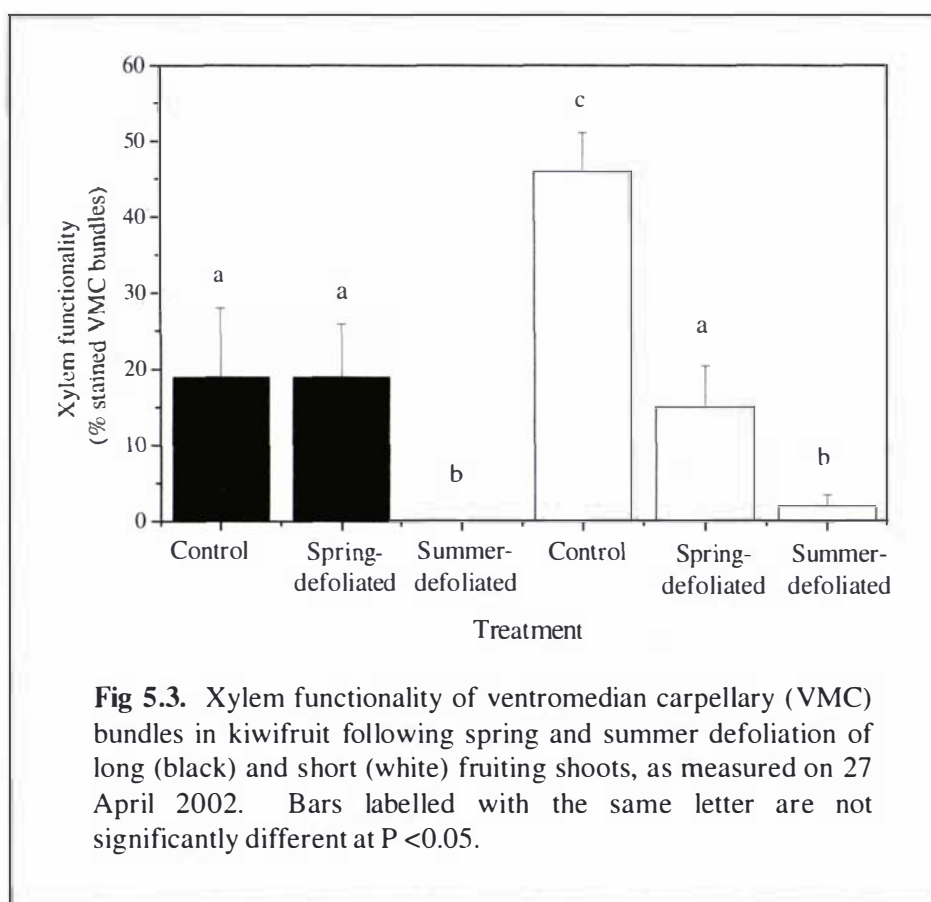 60
50
40
30
20
10
0
Xylem functionality
(% stained VMC bundles)
a
a
b
c
a
b
Control
Spring-
defoliated
Summer-
defoliated
Control
Spring-
defoliated
Summer-
defoliated
Treatment
Fig 5.3. Xylem functionality of ventromedian carpellary (VMC)
bundles in kiwifruit following spring and summer defoliation of
long (black) and short (white) fruiting shoots, as measured on 27
April 2002. Bars labelled with the same letter are not
significantly different at P <0.05.